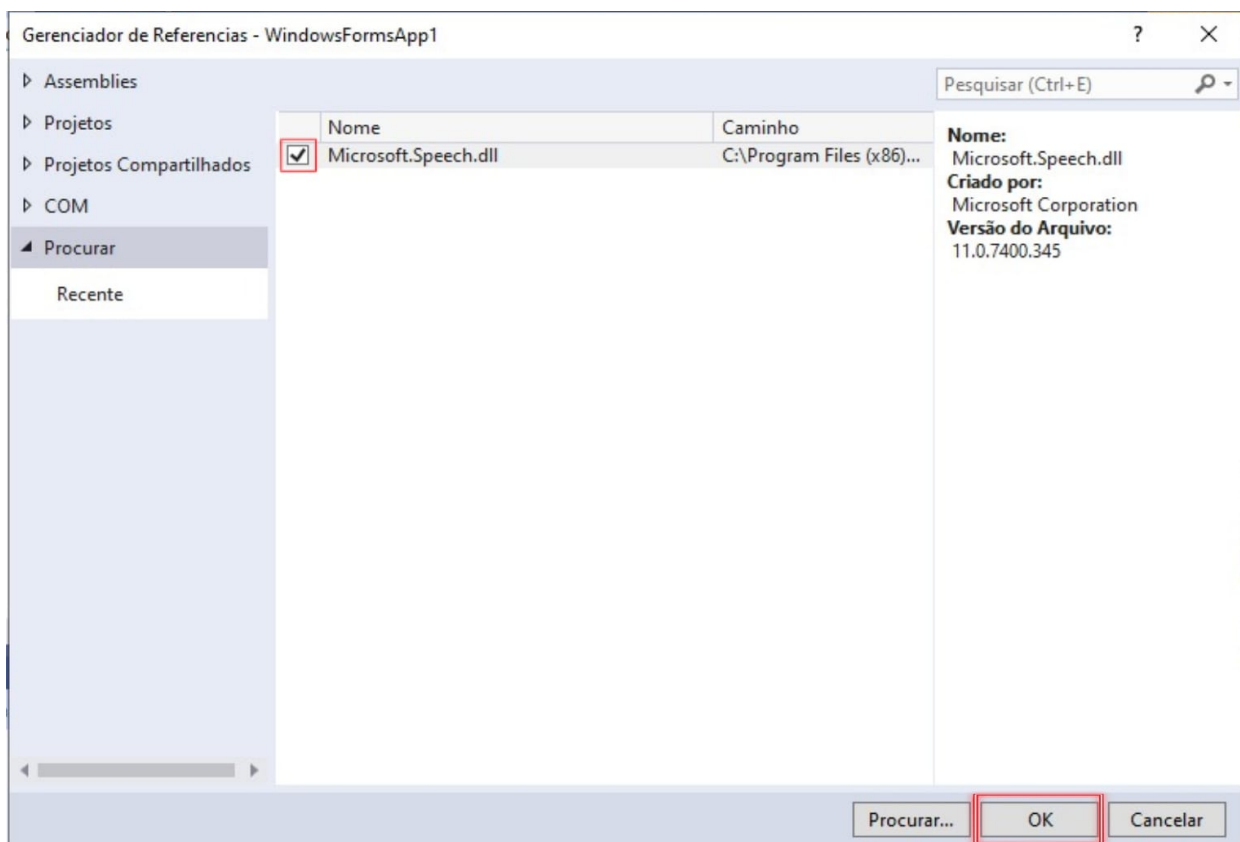 Gerenciador de Referencias - WindowsFormsApp1
? ×
Assemblies
Projetos
Projetos Compartilhados
COM
Procurar
Recente
Nome Caminho
Microsoft.Speech.dll C:\Program Files (x86)...
Pesquisar (Ctrl+E)
Nome:
Microsoft.Speech.dll
Criado por:
Microsoft Corporation
Versão do Arquivo:
11.0.7400.345
Procurar... OK Cancelar